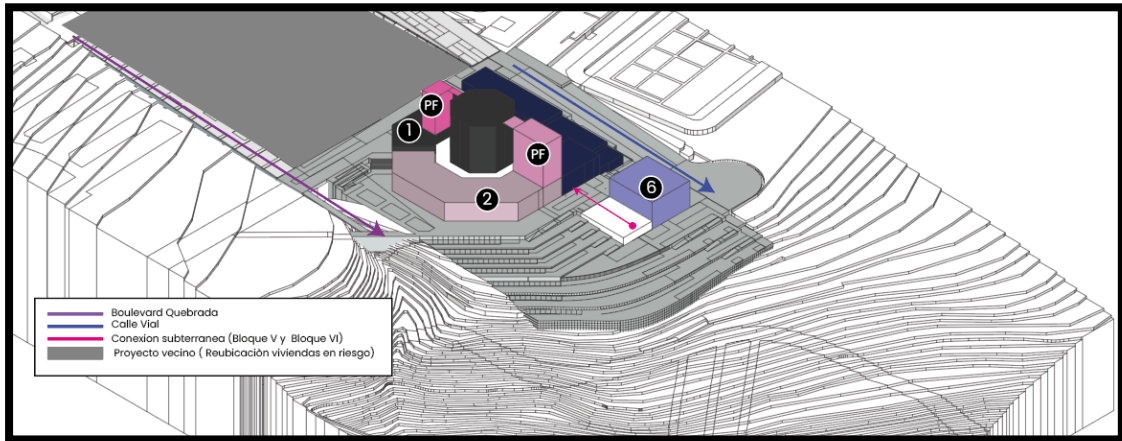 PF
1
PF
2
6
Boulevard Quebrada
Calle Vial
Conexion subterranea (Bloque V y Bloque VI)
Proyecto vecino ( Reubicaciòn viviendas en riesgo)